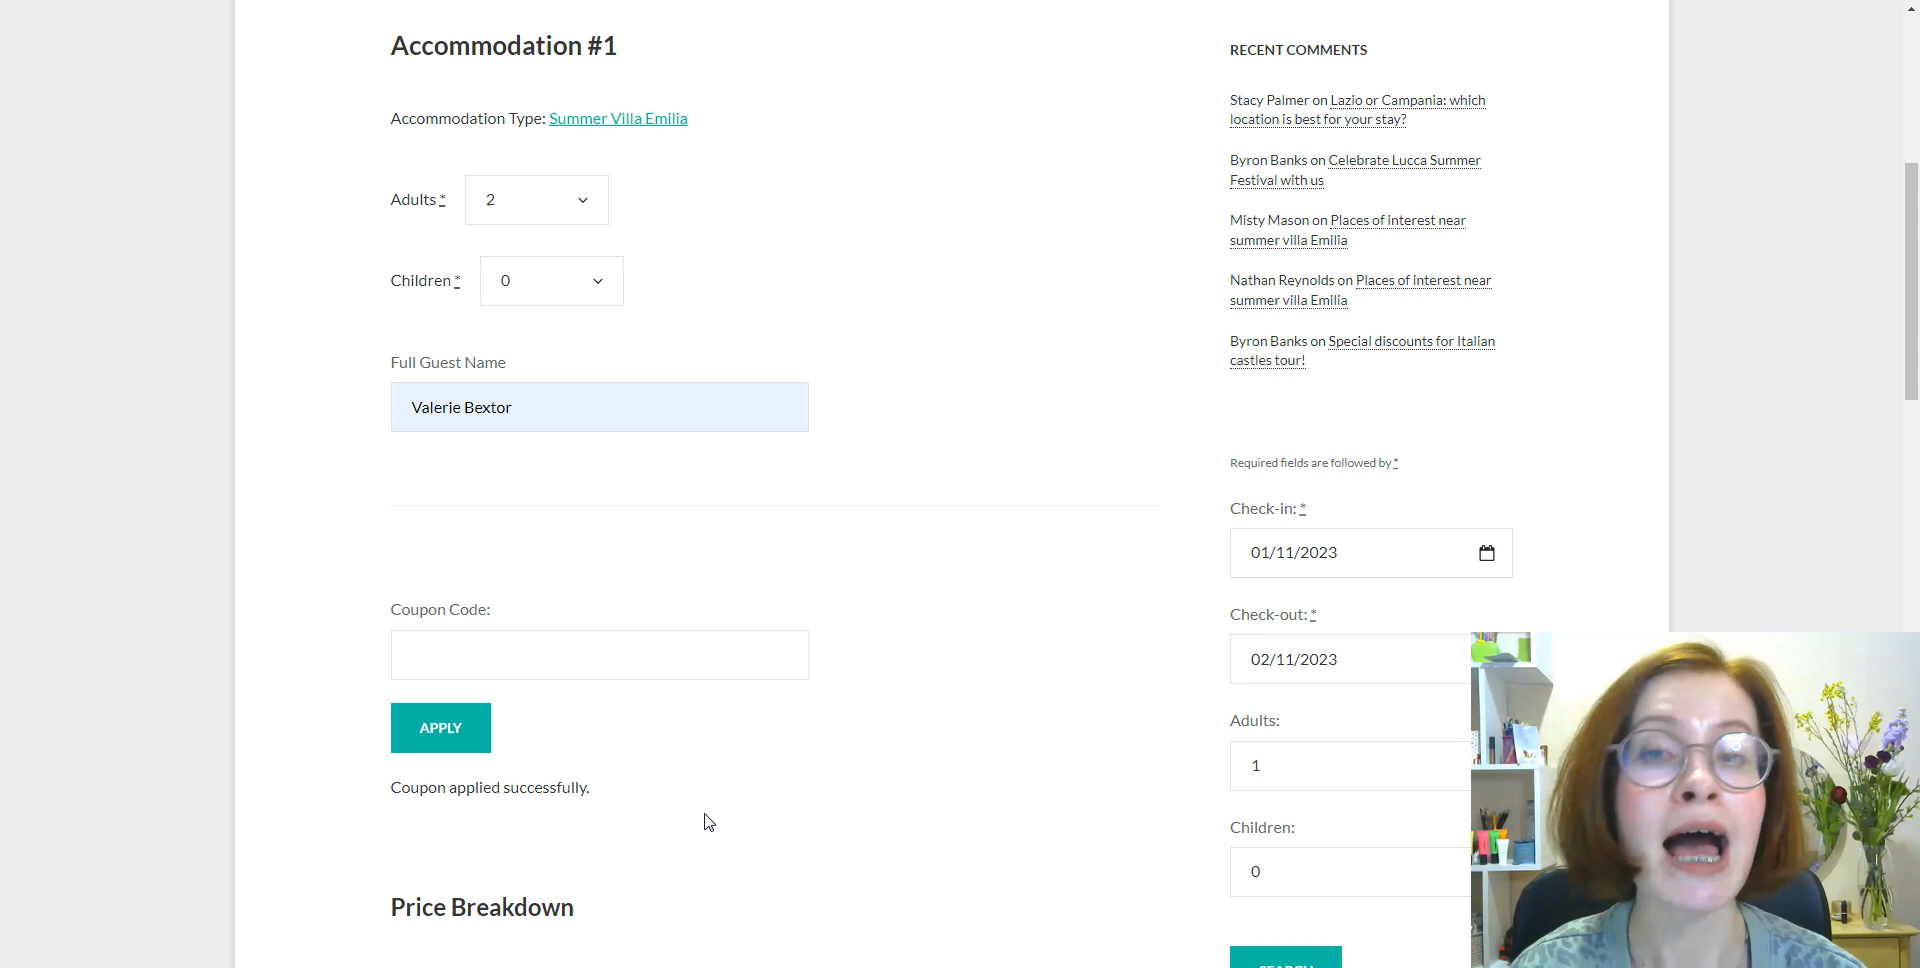 Accommodation #1
Accommodation Type: Summer Villa Emilia
Adults *
2
Children *
0
Full Guest Name
Valerie Bextor
Coupon Code:
APPLY
Coupon applied successfully.
Price Breakdown
RECENT COMMENTS
Stacy Palmer on Lazio or Campania: which
location is best for your stay?
Byron Banks on Celebrate Lucca Summer
Festival with us
Misty Mason on Places of interest near
summer villa Emilia
Nathan Reynolds on Places of interest near
summer villa Emilia
Byron Banks on Special discounts for Italian
castles tour!
Required fields are followed by *
Check-in: *
01/11/2023
Check-out: *
02/11/2023
Adults:
1
Children:
0
SEARCH